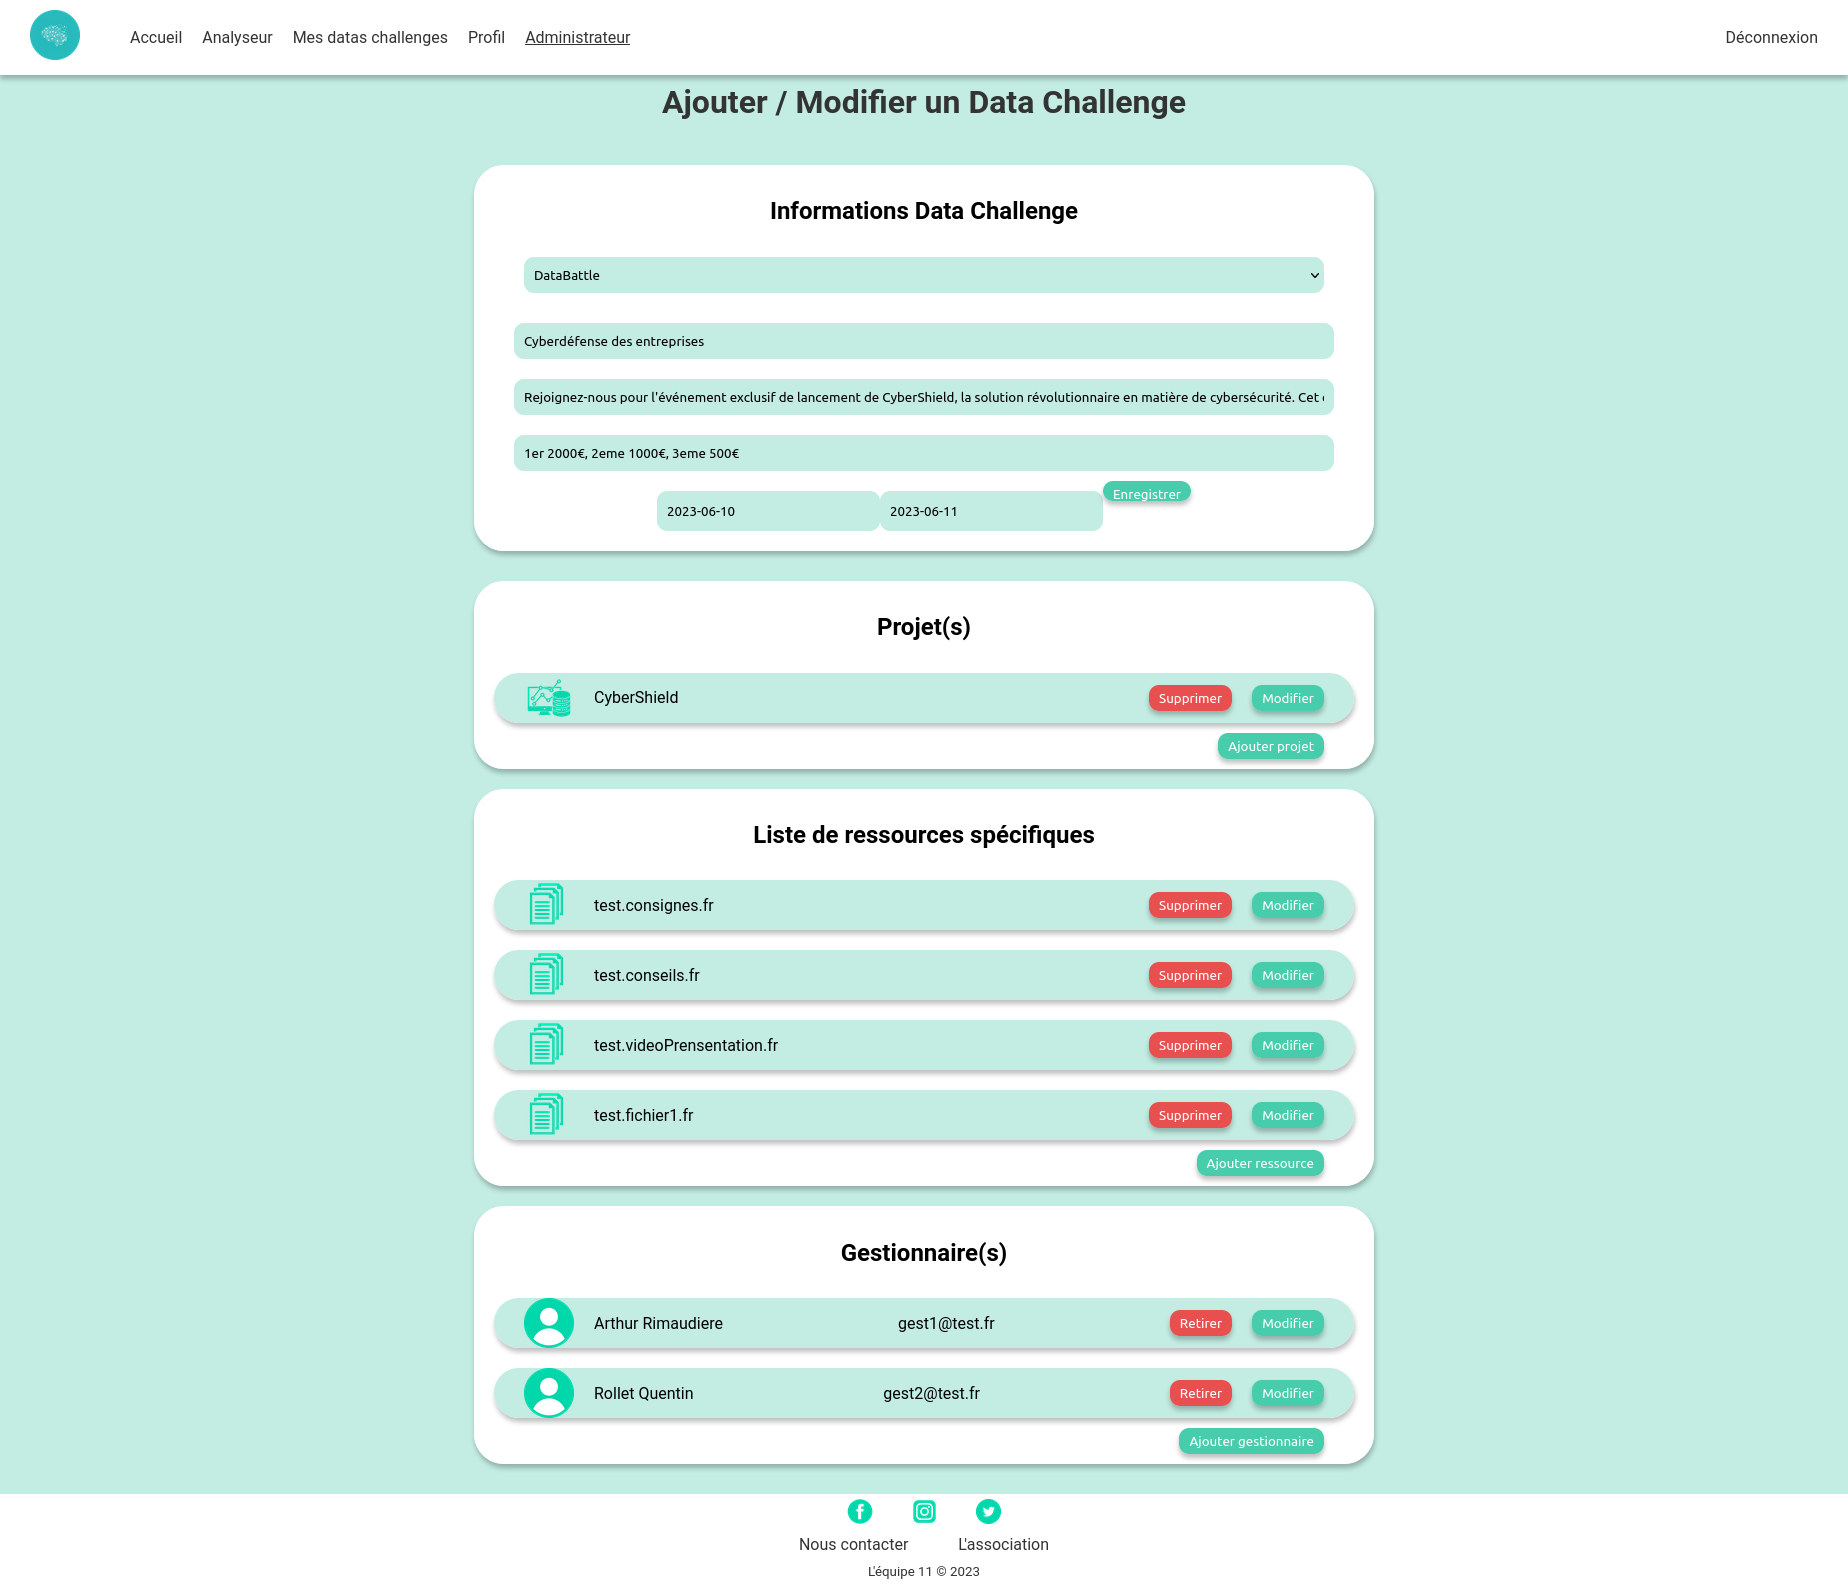 Accueil Analyseur Mes datas challenges Profil Administrateur Déconnexion
Ajouter / Modifier un Data Challenge
Informations Data Challenge
DataBattle
Cyberdéfense des entreprises
Rejoignez-nous pour l'événement exclusif de lancement de CyberShield, la solution révolutionnaire en matière de cybersécurité. Cet
1er 2000€, 2eme 1000€, 3eme 500€
2023-06-10 2023-06-11 Enregistrer
Projet(s)
CyberShield Supprimer Modifier
Ajouter projet
Liste de ressources spécifiques
test.consignes.fr Supprimer Modifier
test.conseils.fr Supprimer Modifier
test.videoPrensentation.fr Supprimer Modifier
test.fichier1.fr Supprimer Modifier
Ajouter ressource
Gestionnaire(s)
Arthur Rimaudiere gest1@test.fr Retirer Modifier
Rollet Quentin gest2@test.fr Retirer Modifier
Ajouter gestionnaire
Nous contacter L'association
L'équipe 11 © 2023